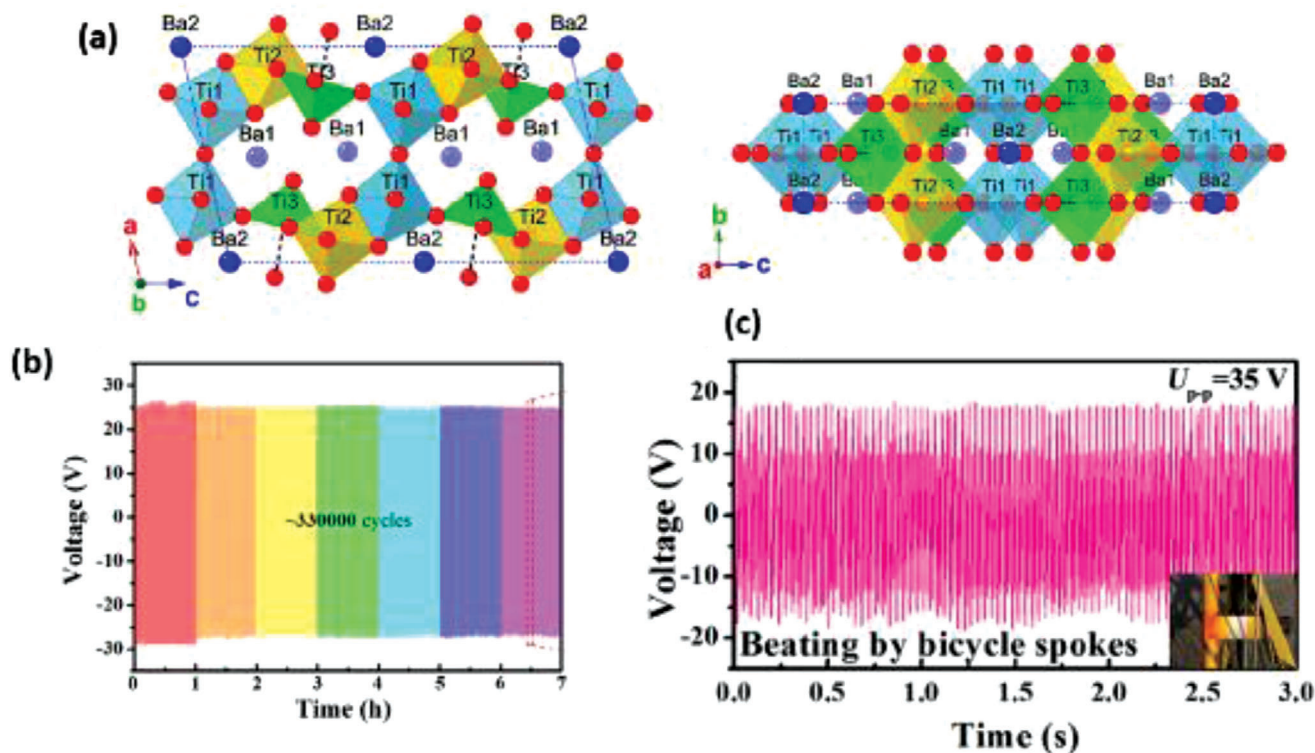 (a)
Ba2 Ba2 Ba2
Ti2 Ti2
Ti3 Ti3
Ti1 Ti1 Ti1
Ba1 Ba1 Ba1 Ba1
Ti1 Ti1 Ti1
Ti3 Ti3
Ti2 Ti2
Ba2 Ba2 Ba2
a
b c
Ba2 Ba1 Ti2 Ti1 Ti1 Ti3 Ba1 Ba2
Ti1 Ti3 Ba1 Ba2 Ti2 Ti1
Ba2 Ti2 Ti1 Ti1 Ti3 Ba1 Ba2
b
a c
(b)
Voltage (V)
30
20
10
0
-10
-20
-30
~330000 cycles
0 1 2 3 4 5 6 7
Time (h)
(c)
Voltage (V)
20
10
0
-10
-20
Up-p=35 V
Beating by bicycle spokes
0.0 0.5 1.0 1.5 2.0 2.5 3.0
Time (s)